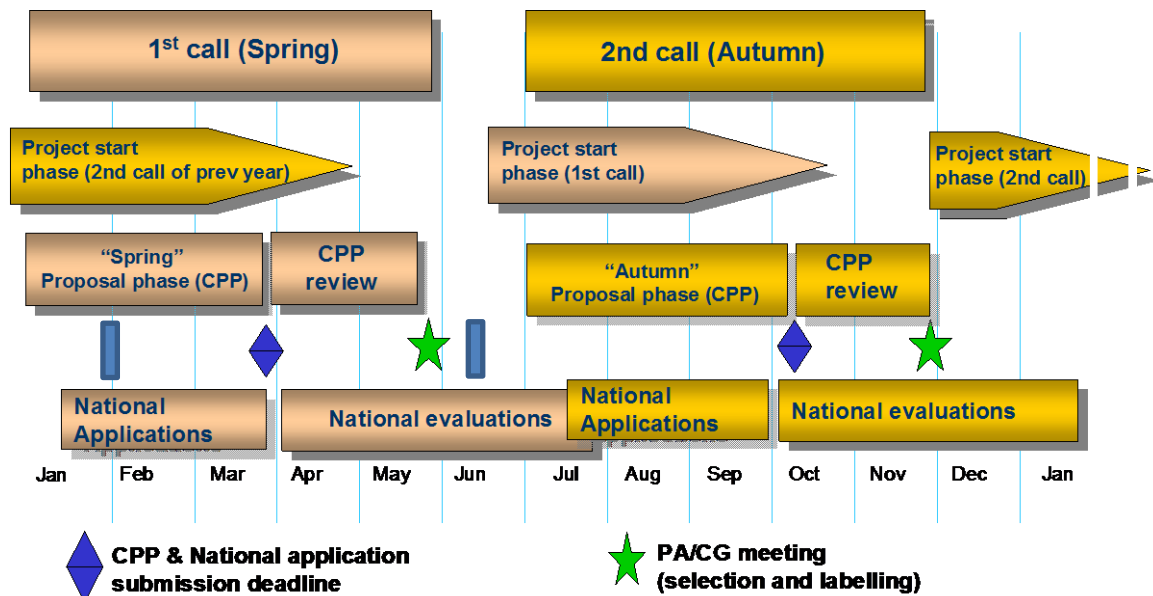 1st call (Spring)
2nd call (Autumn)
Project start
phase (2nd call of prev year)
Project start
phase (1st call)
Project start
phase (2nd call)
“Spring”
Proposal phase (CPP)
CPP
review
“Autumn”
Proposal phase (CPP)
CPP
review
National
Applications
National evaluations
National
Applications
National evaluations
Jan Feb Mar Apr May Jun Jul Aug Sep Oct Nov Dec Jan
CPP & National application
submission deadline
PA/CG meeting
(selection and labelling)